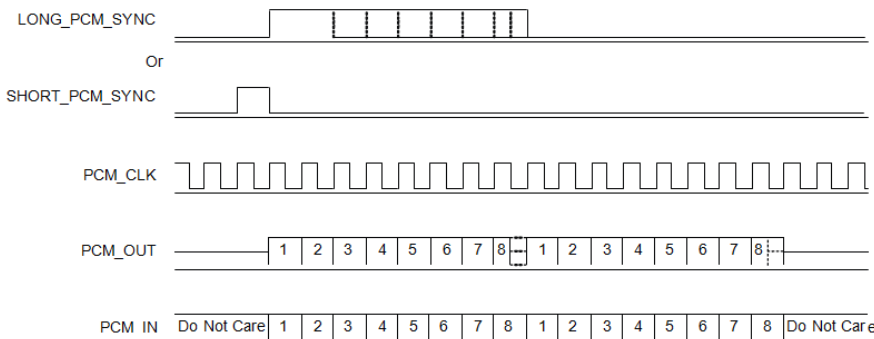 LONG_PCM_SYNC
Or
SHORT_PCM_SYNC
PCM_CLK
PCM_OUT 1 2 3 4 5 6 7 8 1 2 3 4 5 6 7 8
PCM_IN Do Not Care 1 2 3 4 5 6 7 8 1 2 3 4 5 6 7 8 Do Not Care